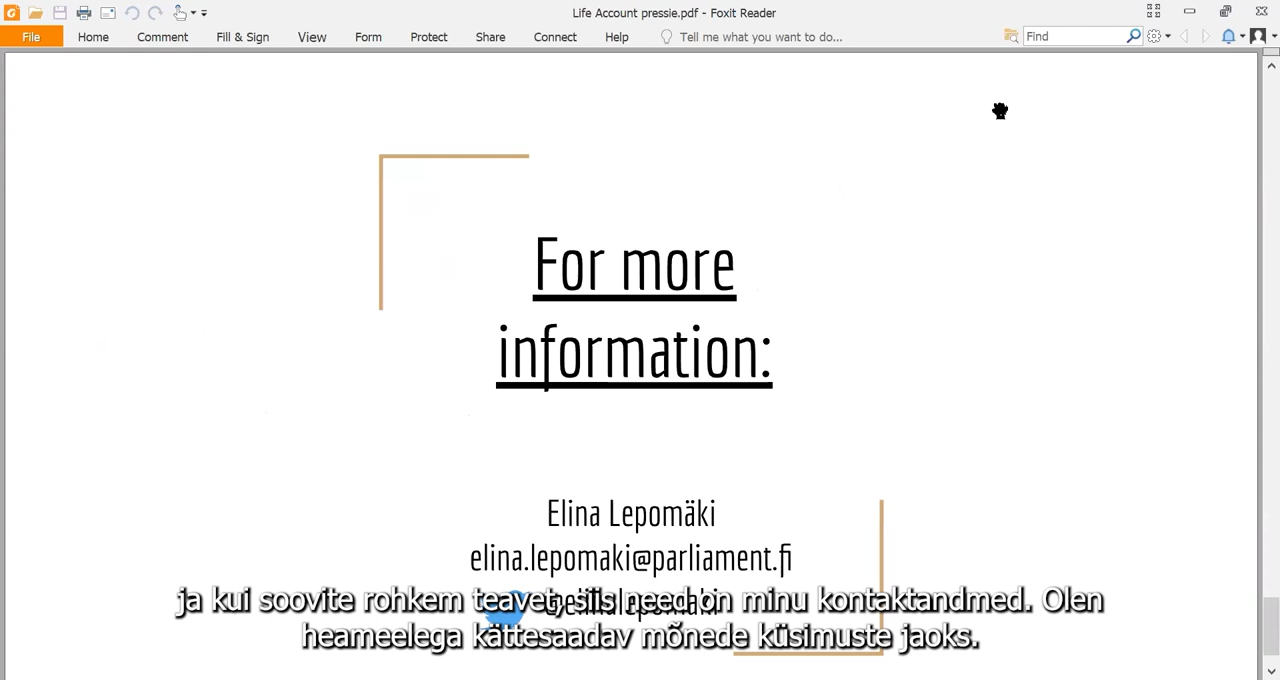 Life Account pressie.pdf - Foxit Reader
File Home Comment Fill & Sign View Form Protect Share Connect Help Tell me what you want to do... Find
For more
information:
Elina Lepomäki
elina.lepomaki@parliament.fi
@elinalepomaki
ja kui soovite rohkem teavet, siis need on minu kontaktandmed. Olen
heameelega kättesaadav mõnede küsimuste jaoks.